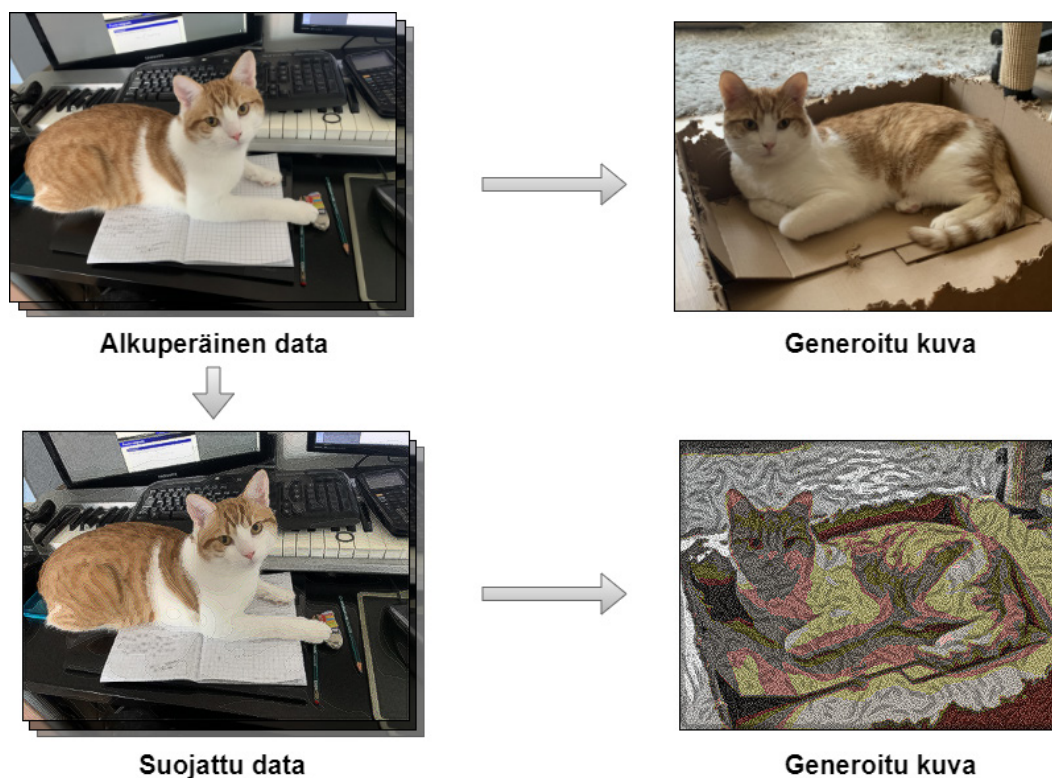 Alkuperäinen data
Generoitu kuva
Suojattu data
Generoitu kuva